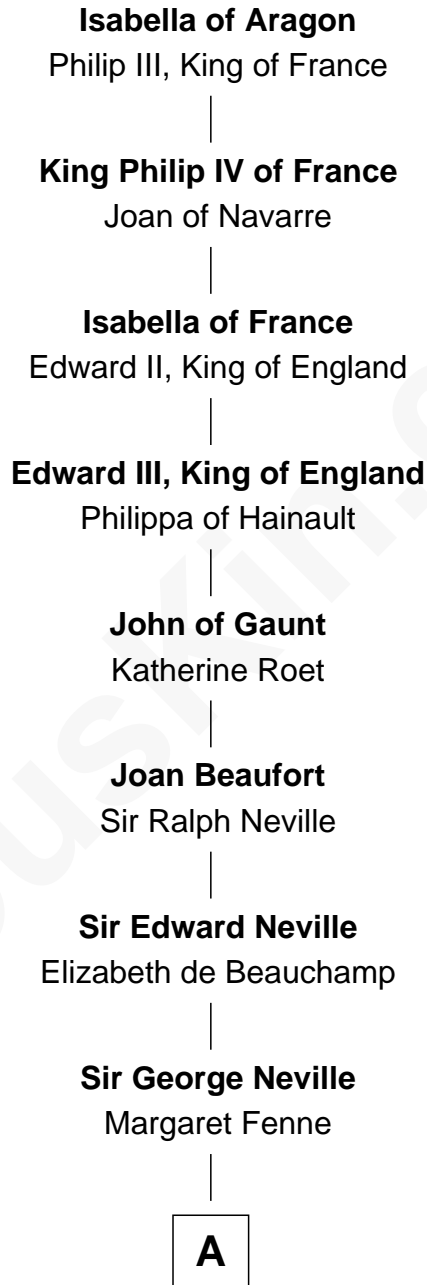 Isabella of Aragon
Philip III, King of France
King Philip IV of France
Joan of Navarre
Isabella of France
Edward II, King of England
Edward III, King of England
Philippa of Hainault
John of Gaunt
Katherine Roet
Joan Beaufort
Sir Ralph Neville
Sir Edward Neville
Elizabeth de Beauchamp
Sir George Neville
Margaret Fenne
A